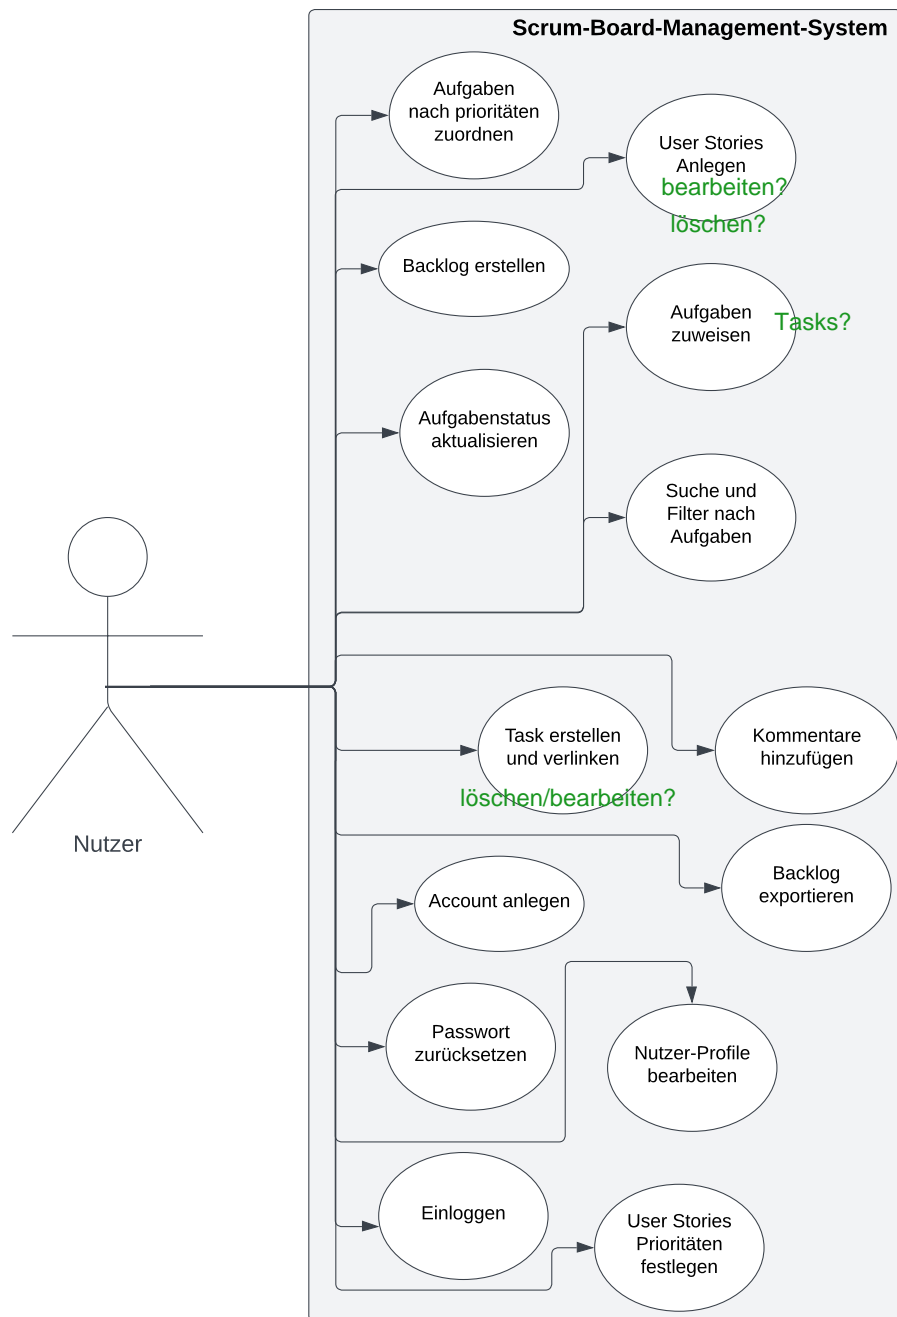 Scrum-Board-Management-System
Aufgaben
nach prioritäten
zuordnen
User Stories
Anlegen
bearbeiten?
löschen?
Backlog erstellen
Aufgaben
zuweisen
Tasks?
Aufgabenstatus
aktualisieren
Suche und
Filter nach
Aufgaben
Task erstellen
und verlinken
löschen/bearbeiten?
Kommentare
hinzufügen
Nutzer
Backlog
exportieren
Account anlegen
Passwort
zurücksetzen
Nutzer-Profile
bearbeiten
Einloggen
User Stories
Prioritäten
festlegen